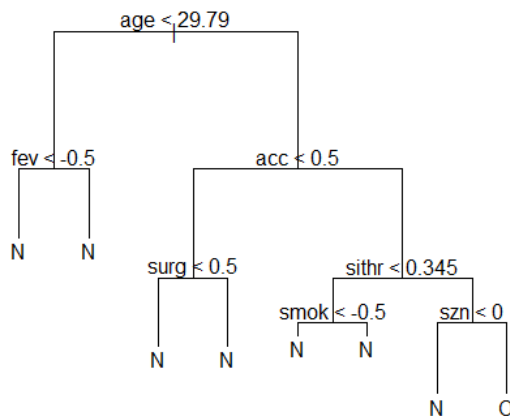 age < 29.79
fev < -0.5
acc < 0.5
N N
surg < 0.5
sithr < 0.345
smok < -0.5
szn < 0
N N
N N
N O